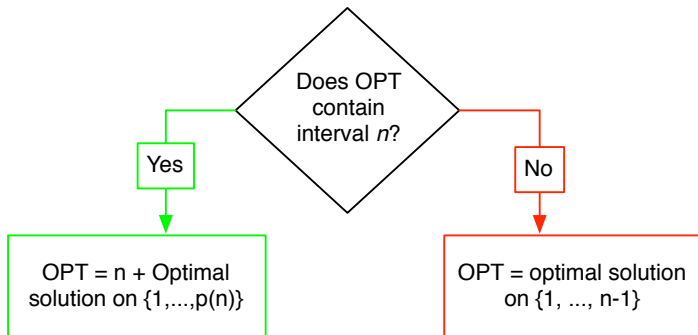 Does OPT
contain
interval n?
Yes
No
OPT = n + Optimal
solution on {1,...,p(n)}
OPT = optimal solution
on {1, ..., n-1}